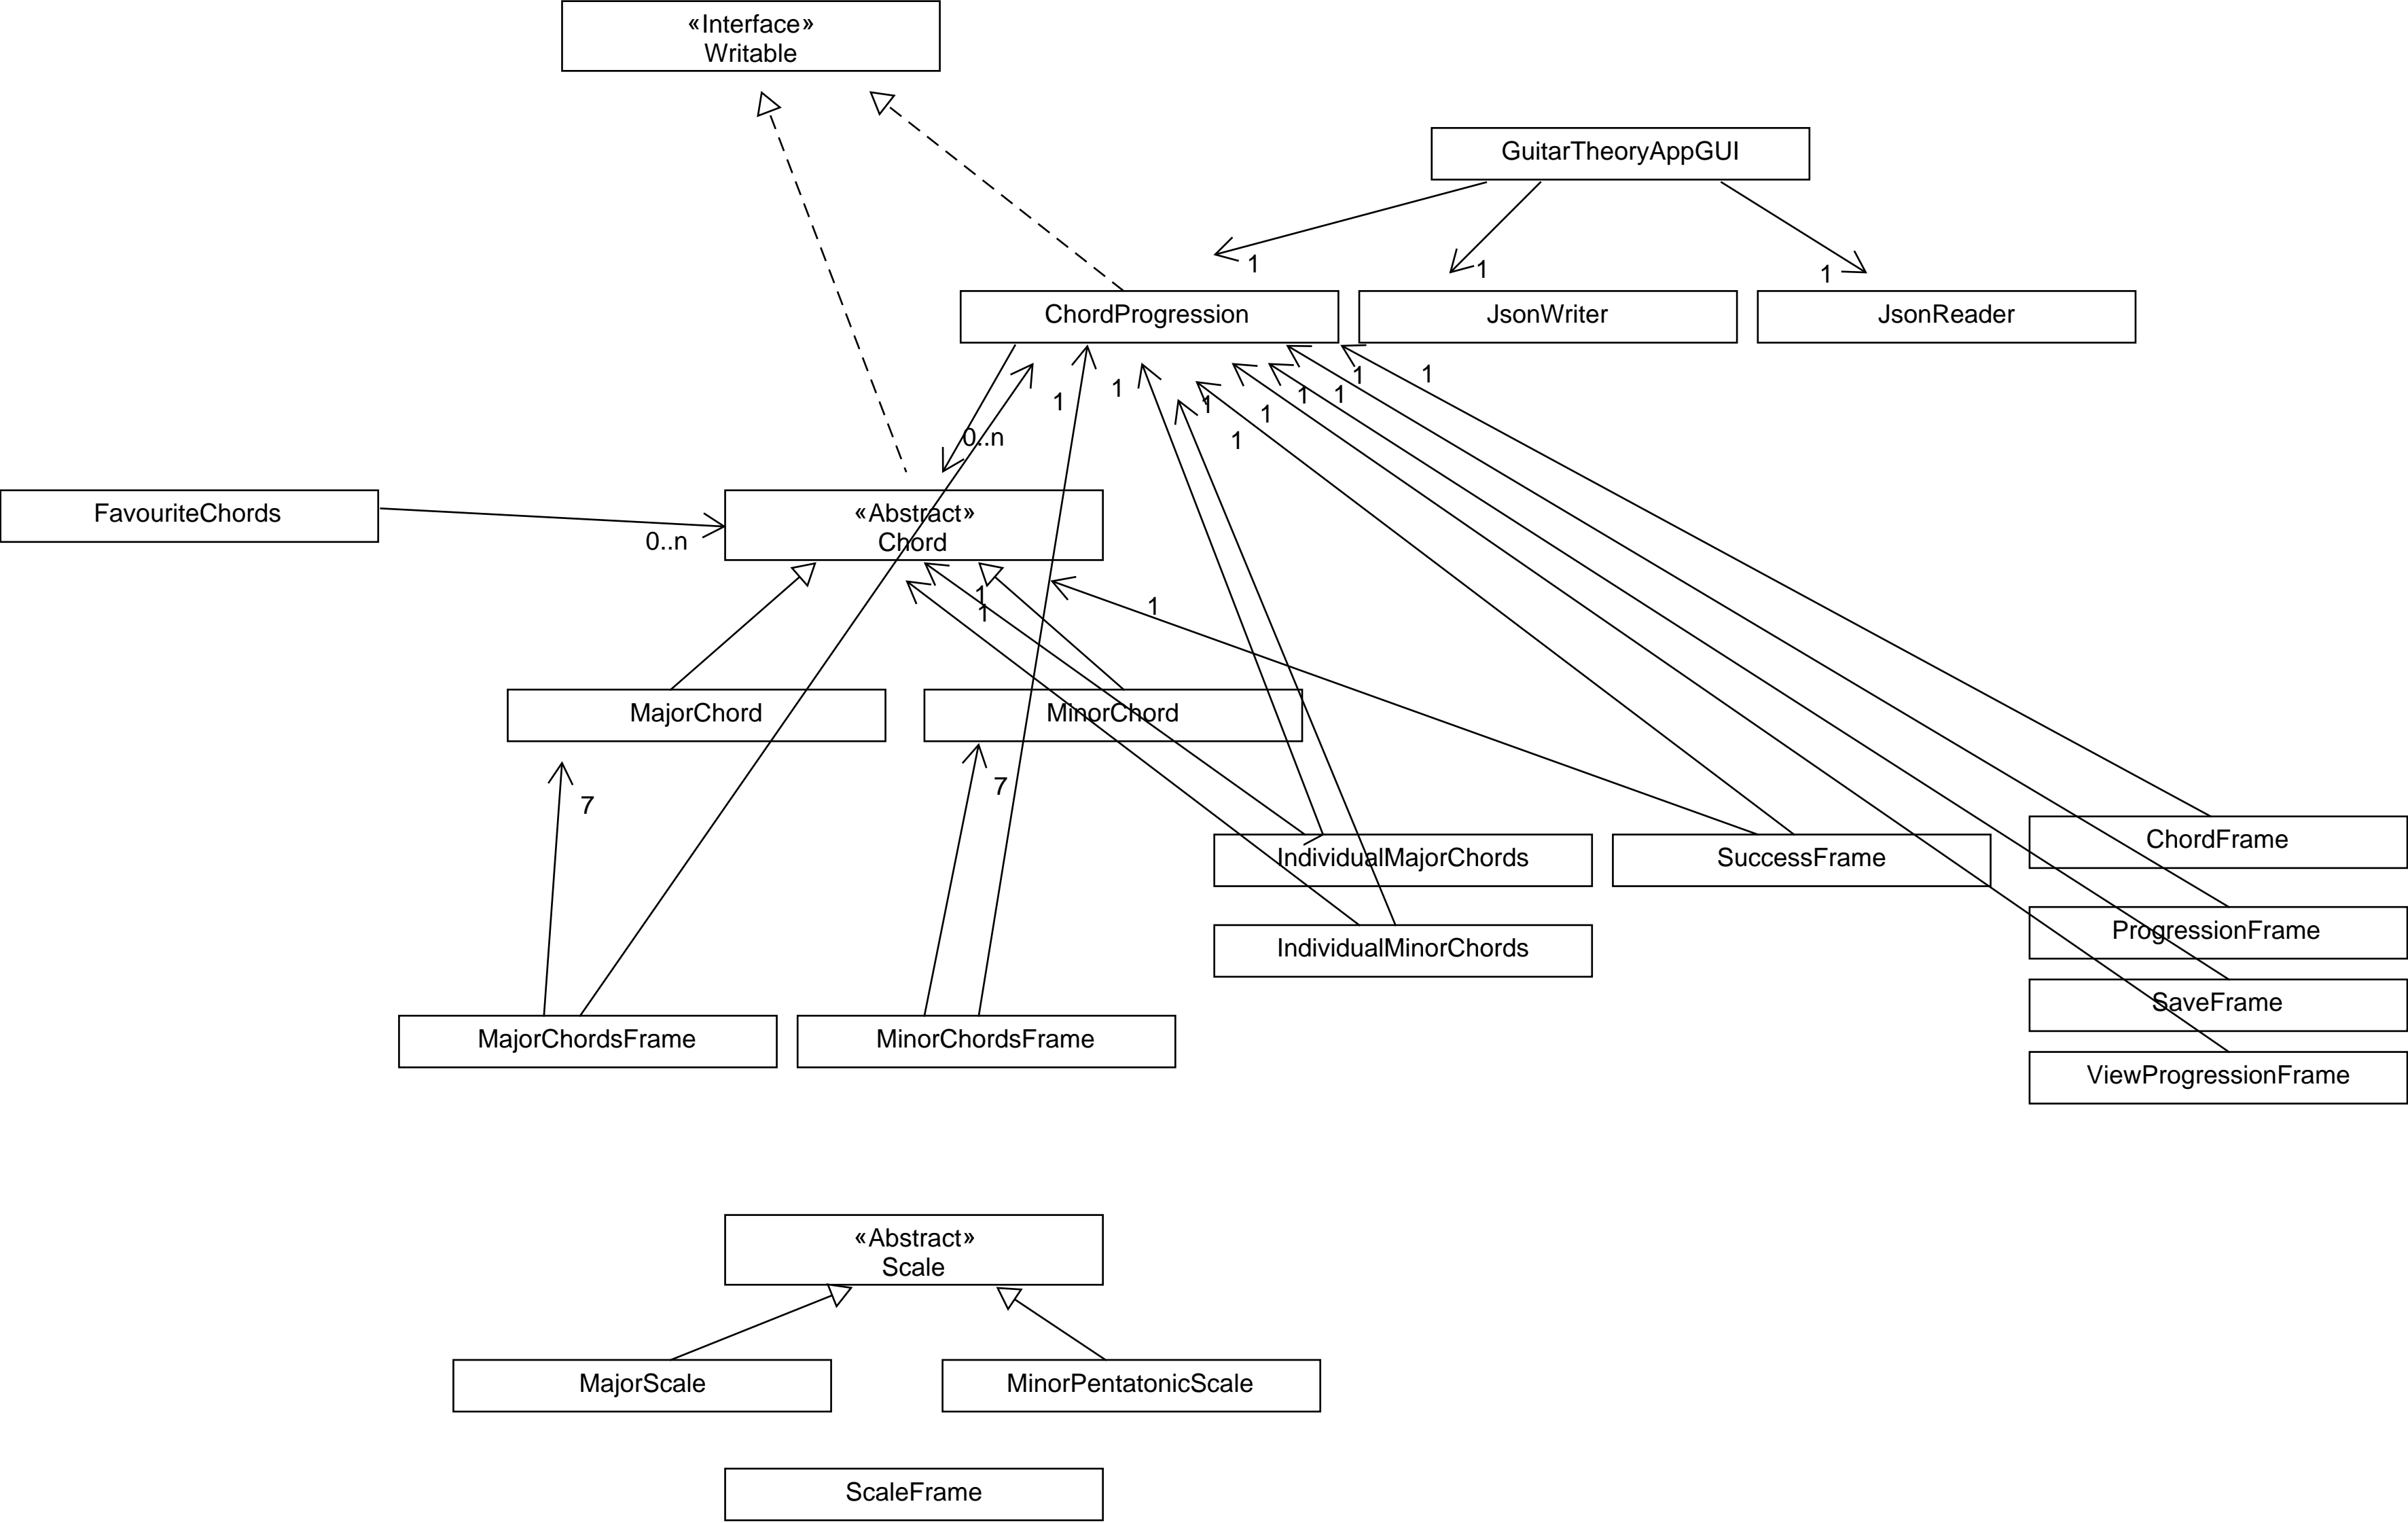 «Interface»
Writable
GuitarTheoryAppGUI
1
1
1
ChordProgression
JsonWriter
JsonReader
1
1
1
1
1
1
1
1
1
0..n
FavouriteChords
0..n
«Abstract»
Chord
1
1
1
MajorChord
MinorChord
7
7
IndividualMajorChords
SuccessFrame
ChordFrame
IndividualMinorChords
ProgressionFrame
SaveFrame
MajorChordsFrame
MinorChordsFrame
ViewProgressionFrame
«Abstract»
Scale
MajorScale
MinorPentatonicScale
ScaleFrame